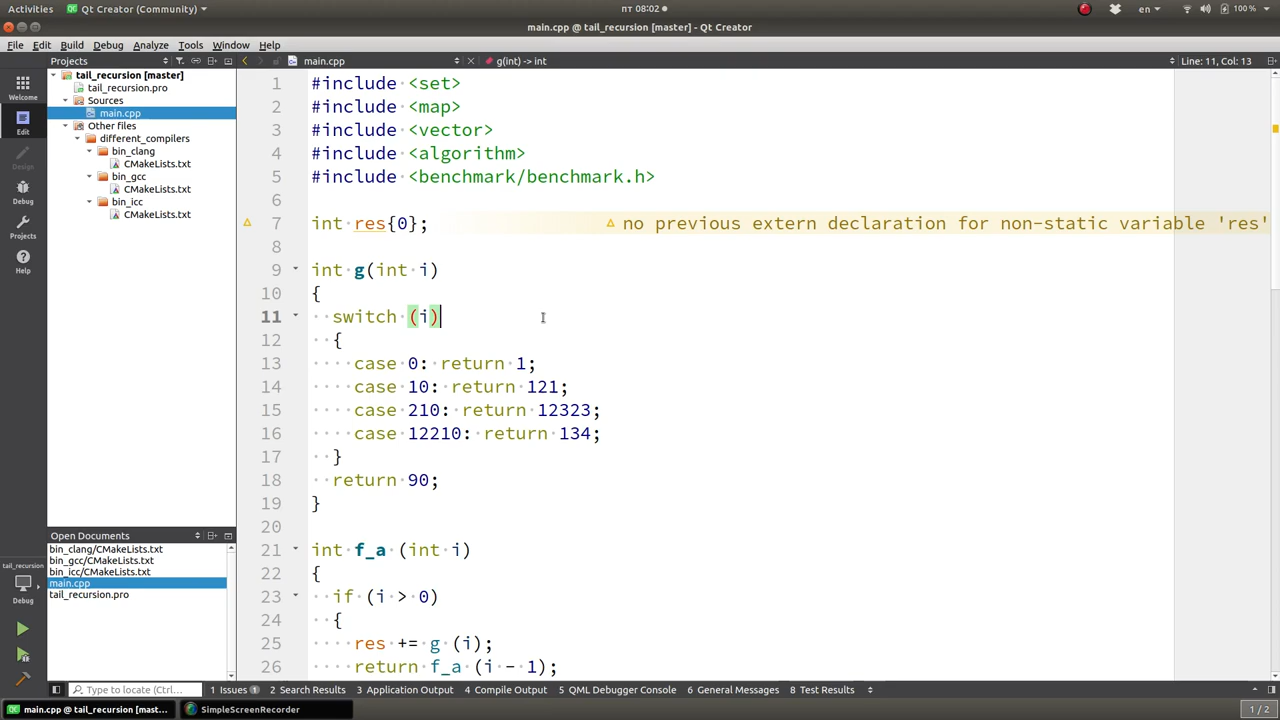 Activities Qt Creator (Community) пт 08:02 en 100 %
main.cpp @ tail_recursion [master] - Qt Creator
File Edit Build Debug Analyze Tools Window Help
Projects main.cpp g(int) -> int Line: 11, Col: 13
Welcome
Edit
Design
Debug
Projects
Help
tail_recursion
Debug
tail_recursion [master]
tail_recursion.pro
Sources
main.cpp
Other files
different_compilers
bin_clang
CMakeLists.txt
bin_gcc
CMakeLists.txt
bin_icc
CMakeLists.txt
Open Documents
bin_clang/CMakeLists.txt
bin_gcc/CMakeLists.txt
bin_icc/CMakeLists.txt
main.cpp
tail_recursion.pro
1 #include <set>
2 #include <map>
3 #include <vector>
4 #include <algorithm>
5 #include <benchmark/benchmark.h>
6
7 int res{0}; no previous extern declaration for non-static variable 'res'
8
9 int g(int i)
10 {
11 switch (i)
12 {
13 case 0: return 1;
14 case 10: return 121;
15 case 210: return 12323;
16 case 12210: return 134;
17 }
18 return 90;
19 }
20
21 int f_a (int i)
22 {
23 if (i > 0)
24 {
25 res += g (i);
26 return f_a (i - 1);
Type to locate (Ctrl... 1 Issues 1 2 Search Results 3 Application Output 4 Compile Output 5 QML Debugger Console 6 General Messages 8 Test Results
main.cpp @ tail_recursion [mast... SimpleScreenRecorder 1 / 2